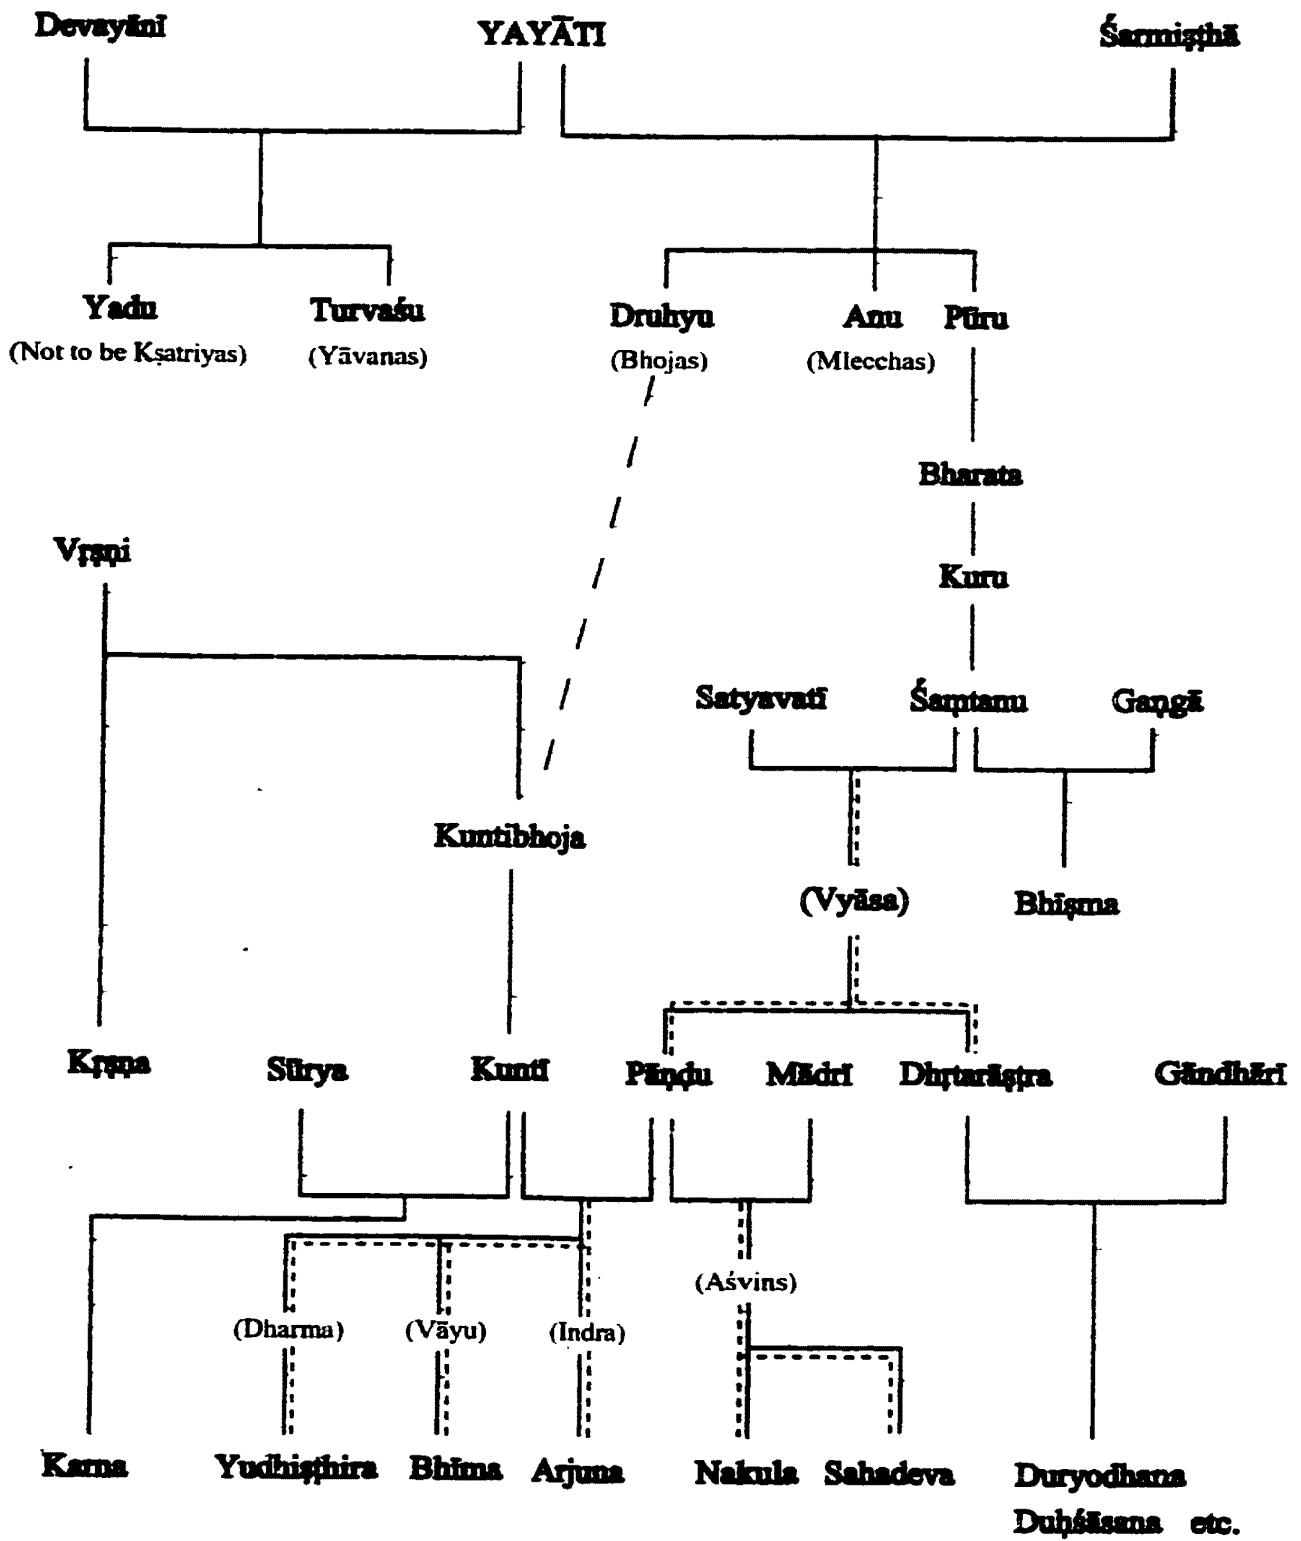 Devayānī YAYĀTI Śarmiṣṭhā
Yadu Turvaśu Druhyu Anu Pūru
(Not to be Kṣatriyas) (Yāvanas) (Bhojas) (Mlecchas)
Bharata
Vṛṣṇi
Kuru
Satyavatī Śaṃtanu Gaṇgā
Kuntibhoja
(Vyāsa) Bhīṣma
Kṛṣṇa Sūrya Kuntī Pāṇḍu Mādrī Dhṛtarāṣṭra Gāndhārī
(Aśvins)
(Dharma) (Vāyu) (Indra)
Karna Yudhiṣṭhira Bhīma Arjuna Nakula Sahadeva Duryodhana
Duḥśāsana etc.